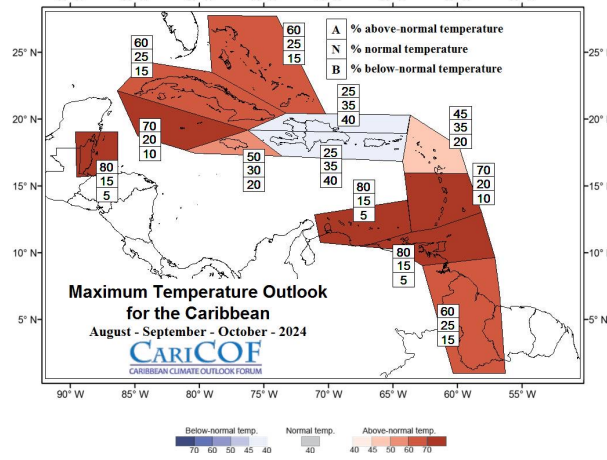 A % above-normal temperature
N % normal temperature
B % below-normal temperature
25° N
20° N
15° N
10° N
5° N
60
25
15
60
25
15
25
35
40
45
35
20
70
20
10
50
30
20
25
35
40
70
20
10
80
15
5
80
15
5
80
15
5
60
25
15
Maximum Temperature Outlook
for the Caribbean
August - September - October - 2024
CARICOF
CARIBBEAN CLIMATE OUTLOOK FORUM
90° W 85° W 80° W 75° W 70° W 65° W 60° W 55° W
Below-normal temp. Normal temp. Above-normal temp.
70 60 50 45 40 40 40 45 50 60 70